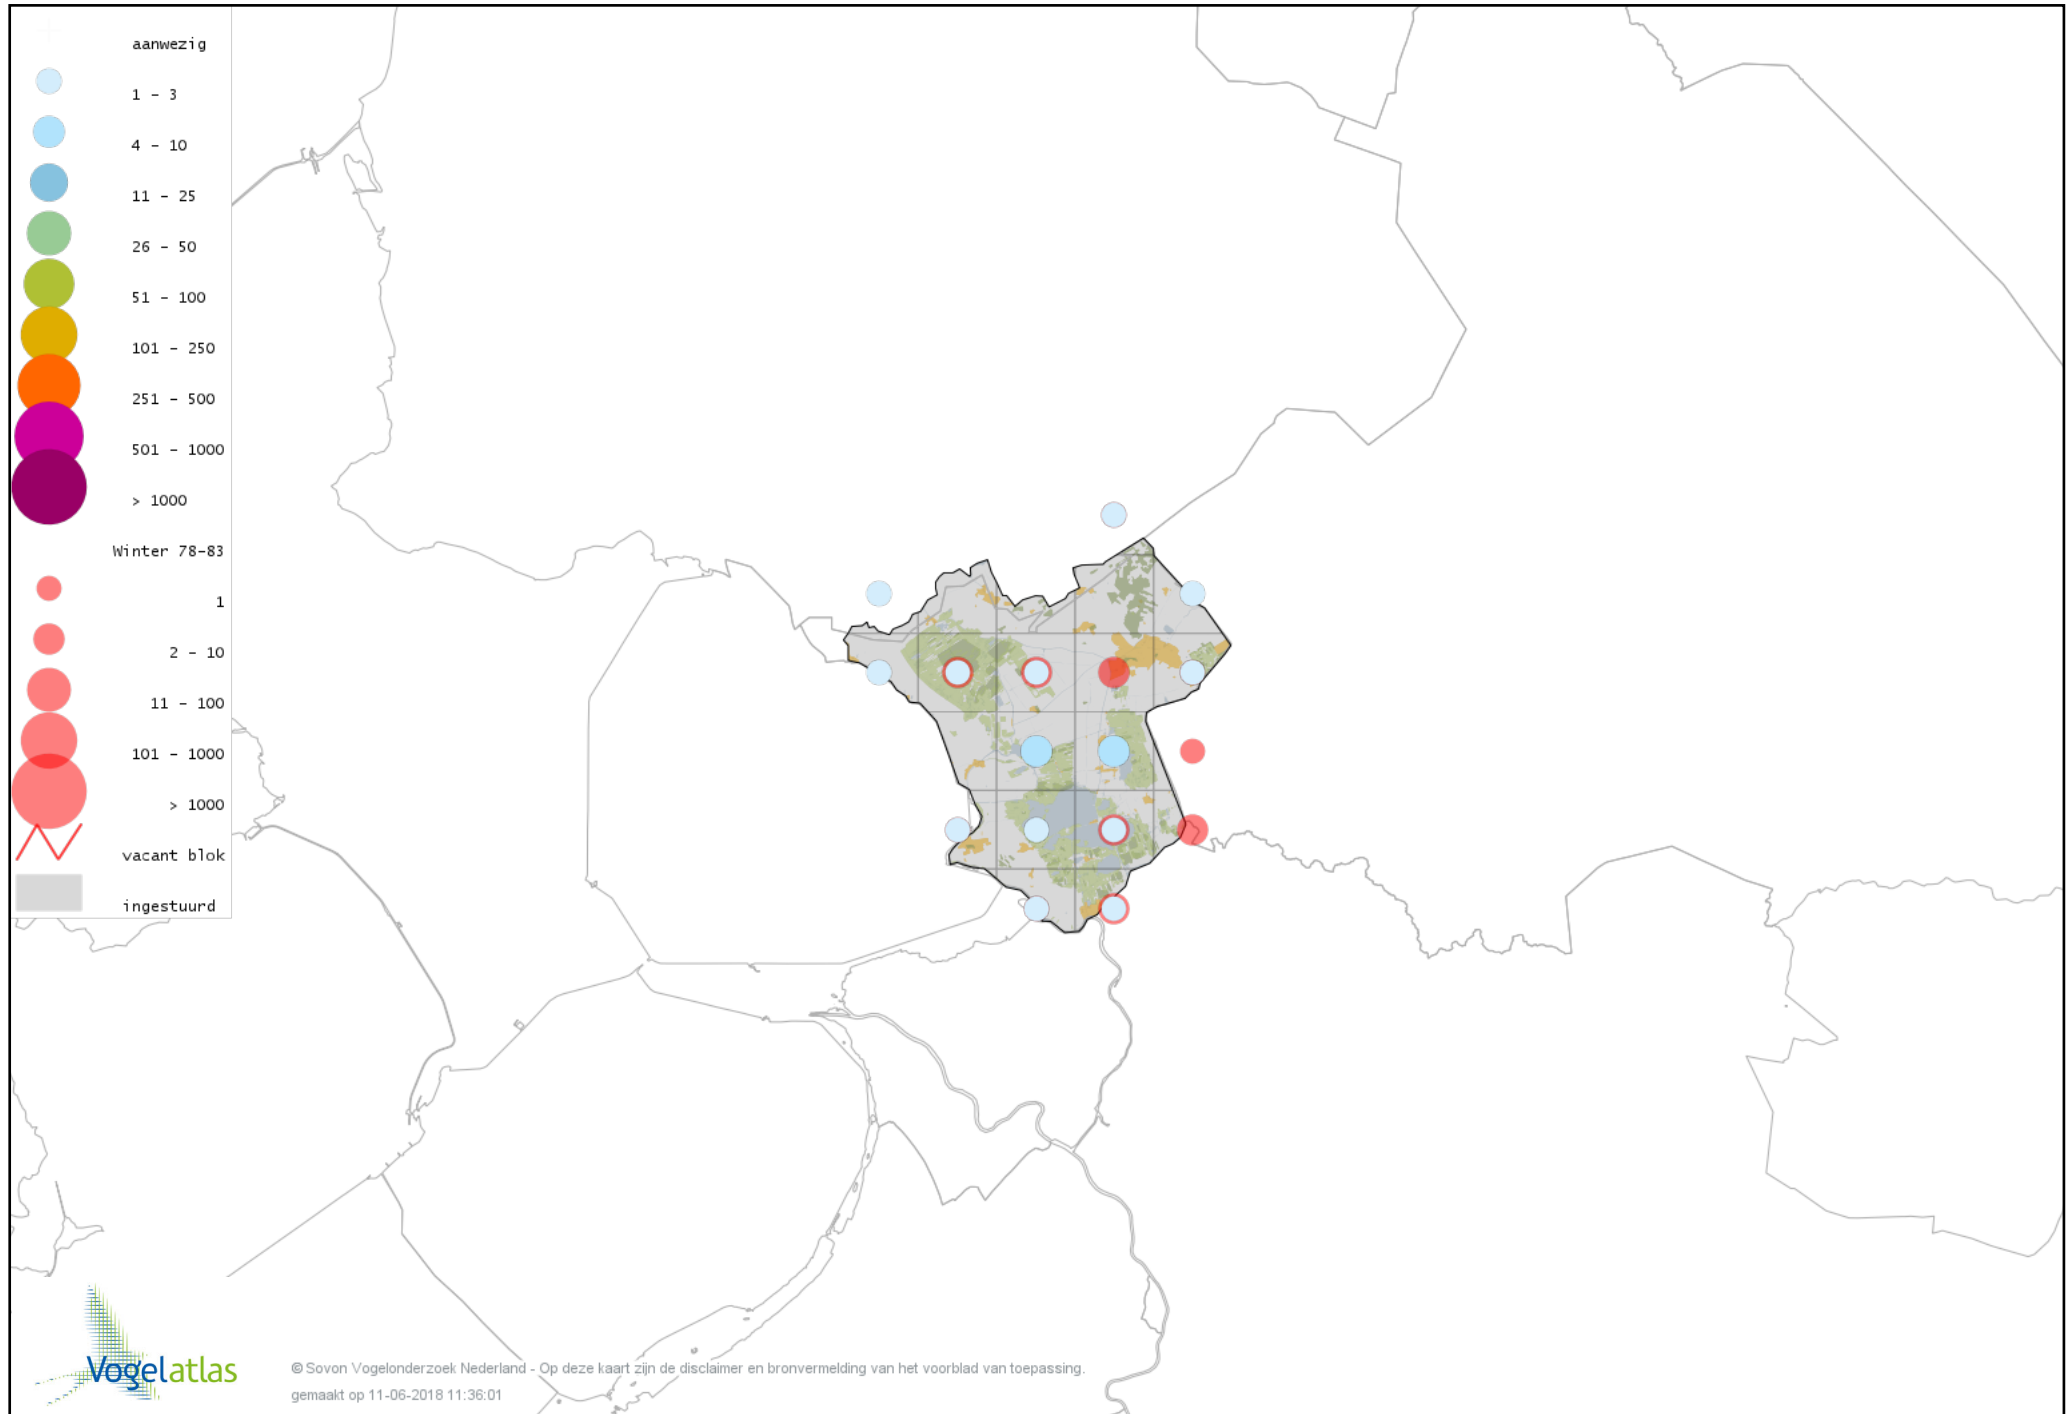 aanwezig
1 – 3
4 – 10
11 – 25
26 – 50
51 – 100
101 – 250
251 – 500
501 – 1000
> 1000
Winter 78-83
1
2 – 10
11 – 100
101 – 1000
> 1000
vacant blok
ingestuurd
Vogelatlas
© Sovon Vogelonderzoek Nederland - Op deze kaart zijn de disclaimer en bronvermelding van het voorblad van toepassing.
gemaakt op 11-06-2018 11:36:01